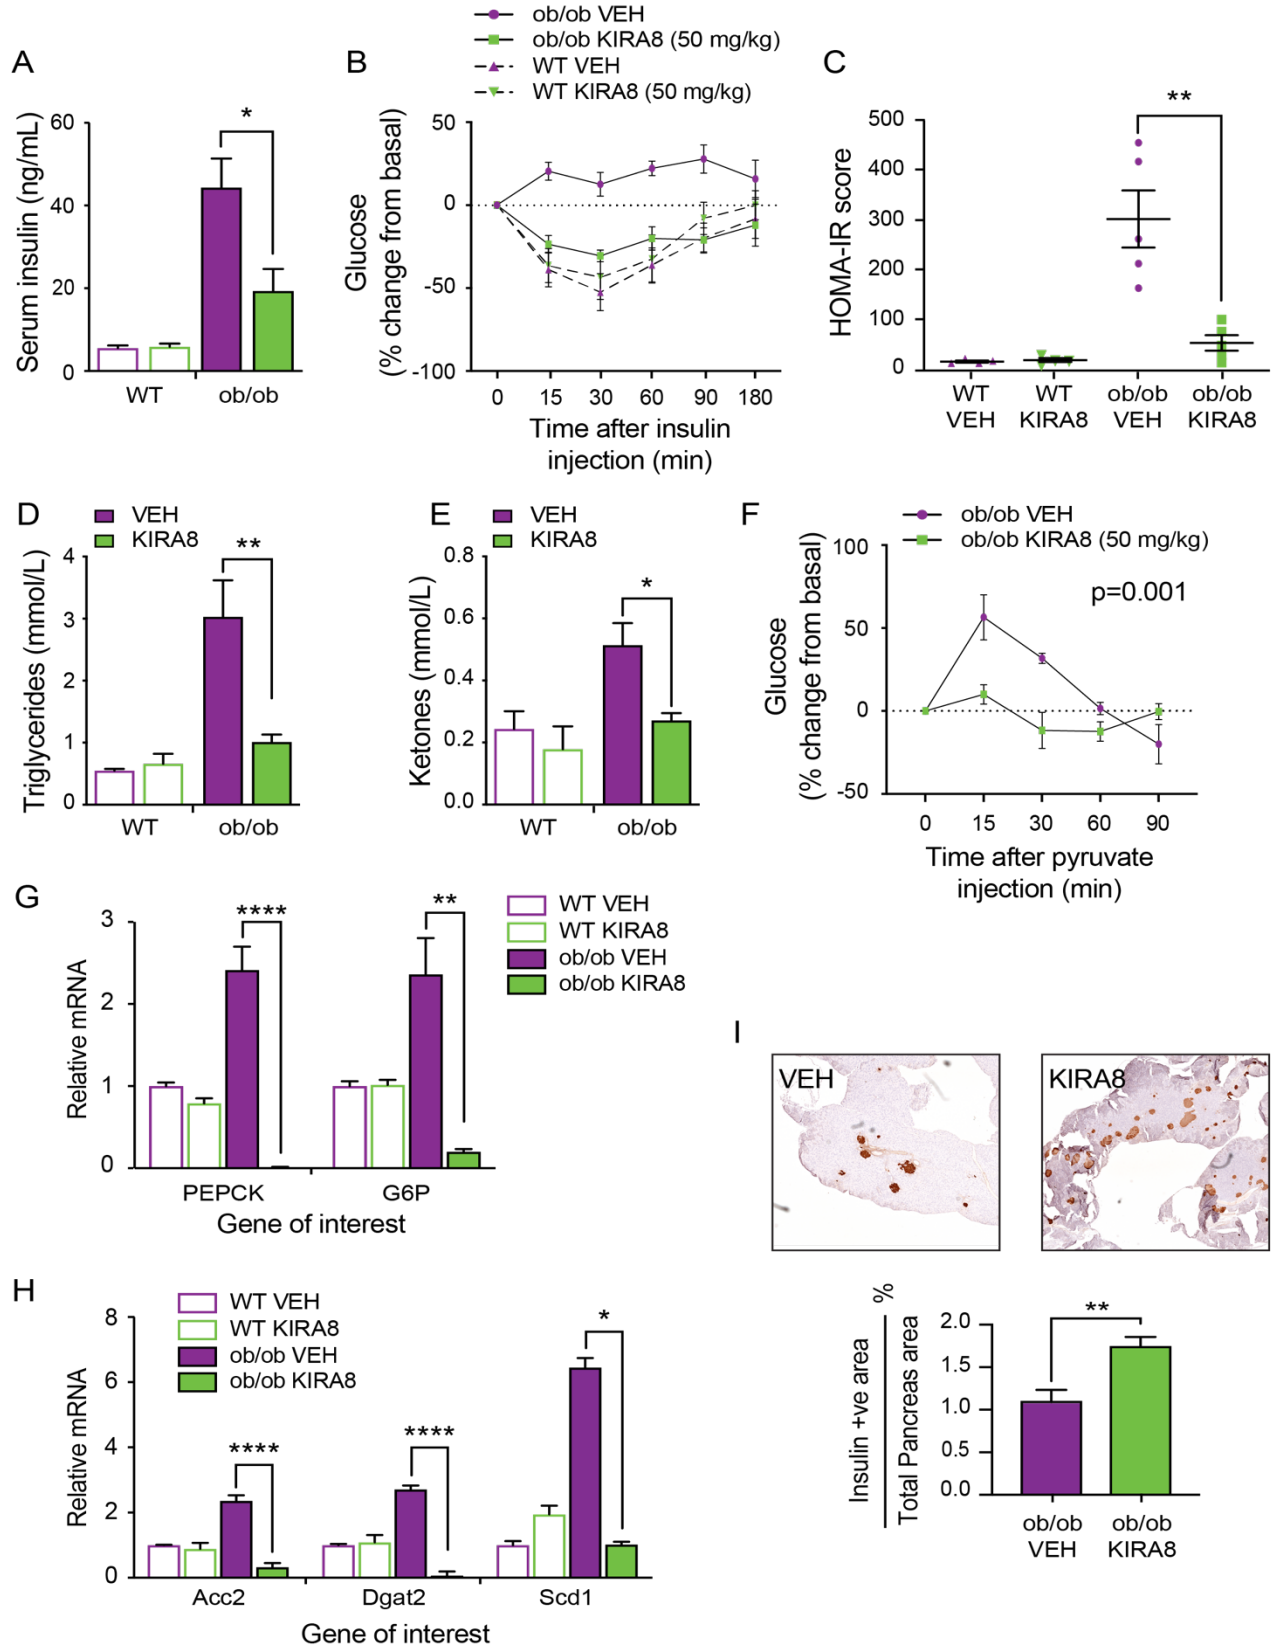 A
Serum insulin (ng/mL)
60
40
20
0
*
WT
ob/ob
B
ob/ob VEH
ob/ob KIRA8 (50 mg/kg)
WT VEH
WT KIRA8 (50 mg/kg)
Glucose
(% change from basal)
50
0
-50
-100
0 15 30 60 90 180
Time after insulin
injection (min)
C
HOMA-IR score
500
400
300
200
100
0
**
WT
VEH
WT
KIRA8
ob/ob
VEH
ob/ob
KIRA8
D
VEH
KIRA8
Triglycerides (mmol/L)
4
3
2
1
0
**
WT
ob/ob
E
VEH
KIRA8
Ketones (mmol/L)
0.8
0.6
0.4
0.2
0.0
*
WT
ob/ob
F
ob/ob VEH
ob/ob KIRA8 (50 mg/kg)
Glucose
(% change from basal)
100
50
0
-50
p=0.001
0 15 30 60 90
Time after pyruvate
injection (min)
G
WT VEH
WT KIRA8
ob/ob VEH
ob/ob KIRA8
Relative mRNA
3
2
1
0
****
**
PEPCK
G6P
Gene of interest
H
WT VEH
WT KIRA8
ob/ob VEH
ob/ob KIRA8
Relative mRNA
8
6
4
2
0
****
****
*
Acc2
Dgat2
Scd1
Gene of interest
I
VEH
KIRA8
%
Insulin +ve area
Total Pancreas area
2.0
1.5
1.0
0.5
0.0
**
ob/ob
VEH
ob/ob
KIRA8